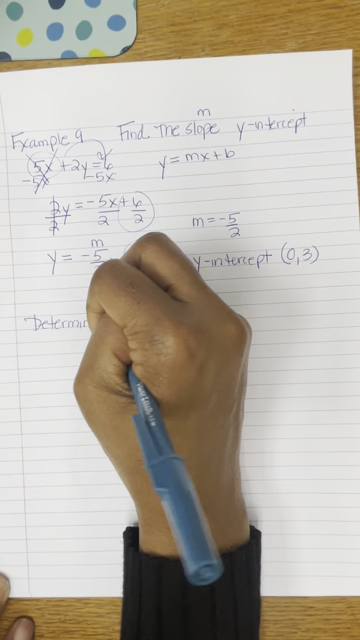 m
Example 9 Find the slope y-intercept
5x + 2y = 6 y = mx + b
-5x -5x
2y = -5x + 6
2 2 2
m = -5/2
m
y = -5
y-intercept (0,3)